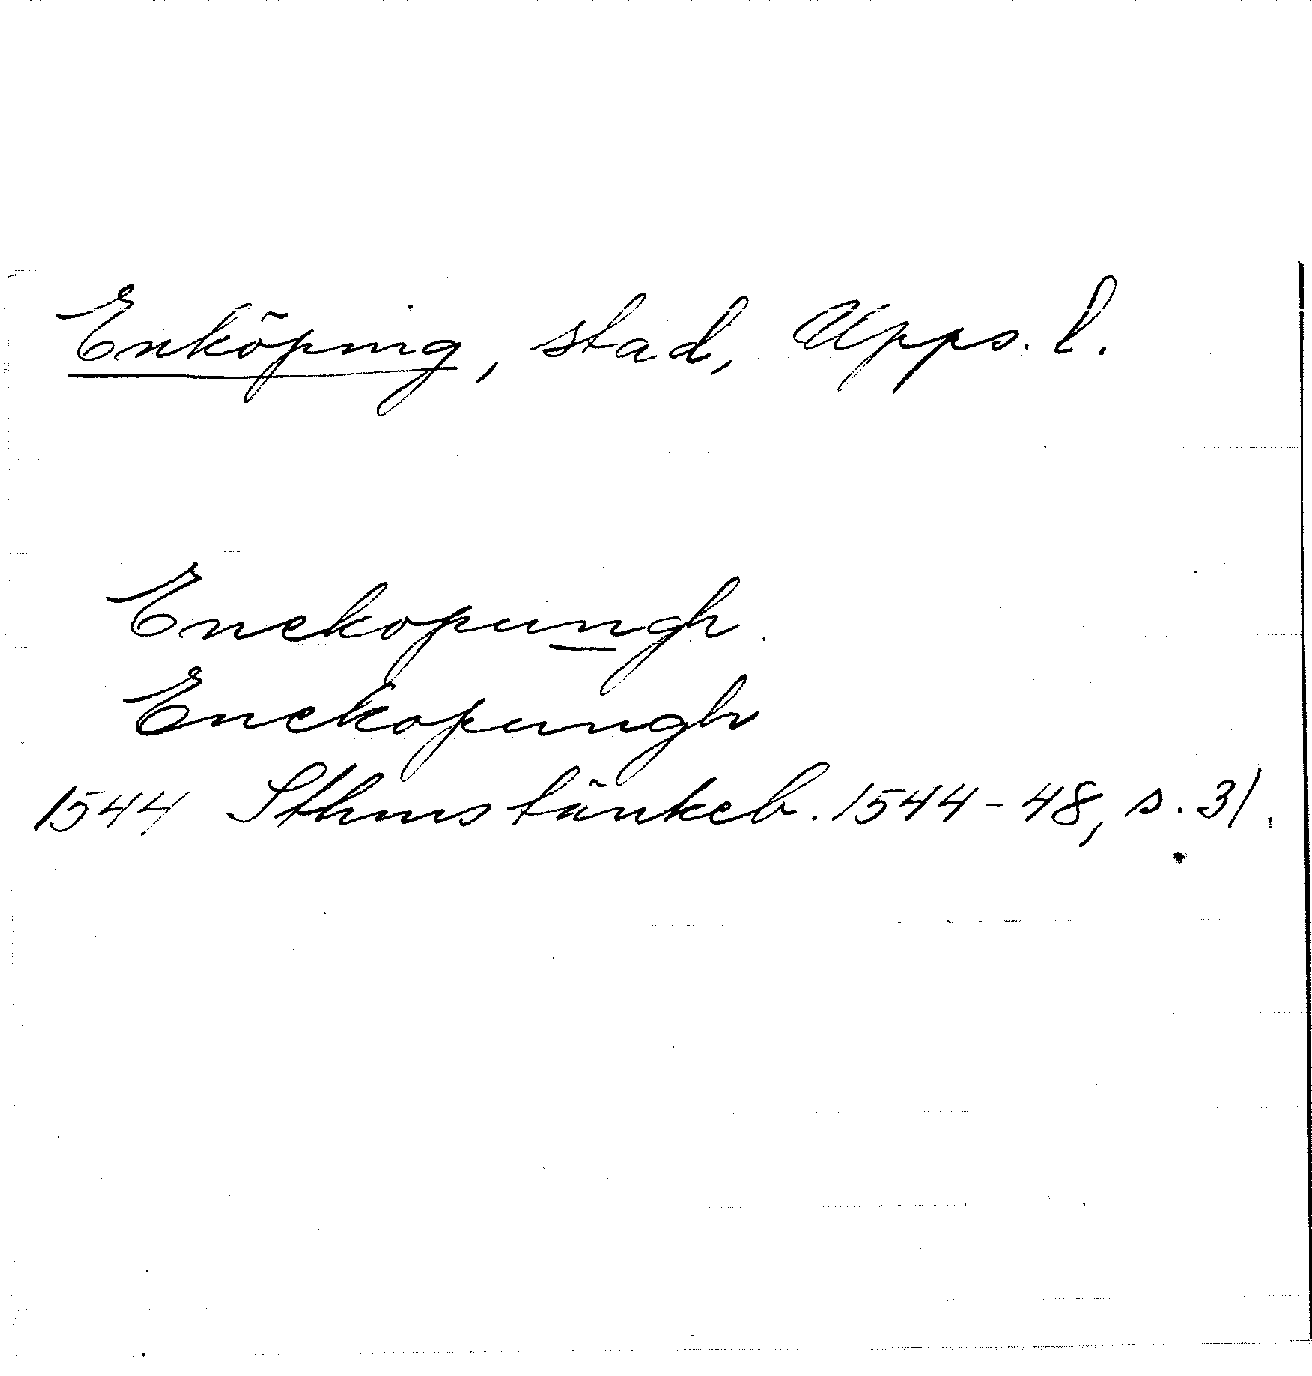 Enköping, stad, Upps. l.
Enekopungh
Enekopungh
1544 Sthms tänkeb. 1544-48, s. 31.